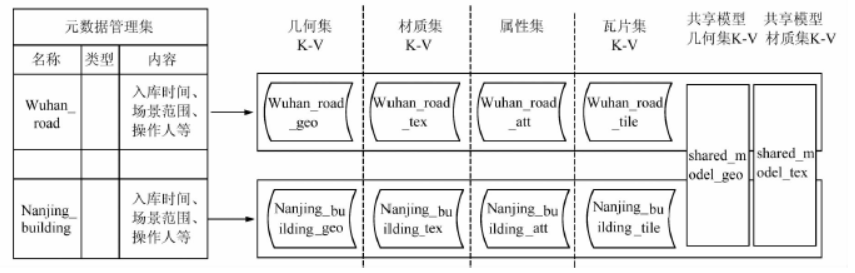 元数据管理集
名称 类型 内容
Wuhan_
road
入库时间、
场景范围、
操作人等
Nanjing_
building
入库时间、
场景范围、
操作人等
几何集
K-V
材质集
K-V
属性集
瓦片集
K-V
共享模型
几何集K-V
共享模型
材质集K-V
Wuhan_road
_geo
Wuhan_road
_tex
Wuhan_road
_att
Wuhan_road
_tile
Nanjing_bu
ilding_geo
Nanjing_bu
ilding_tex
Nanjing_bu
ilding_att
Nanjing_bu
ilding_tile
shared_m
odel_geo
shared_m
odel_tex